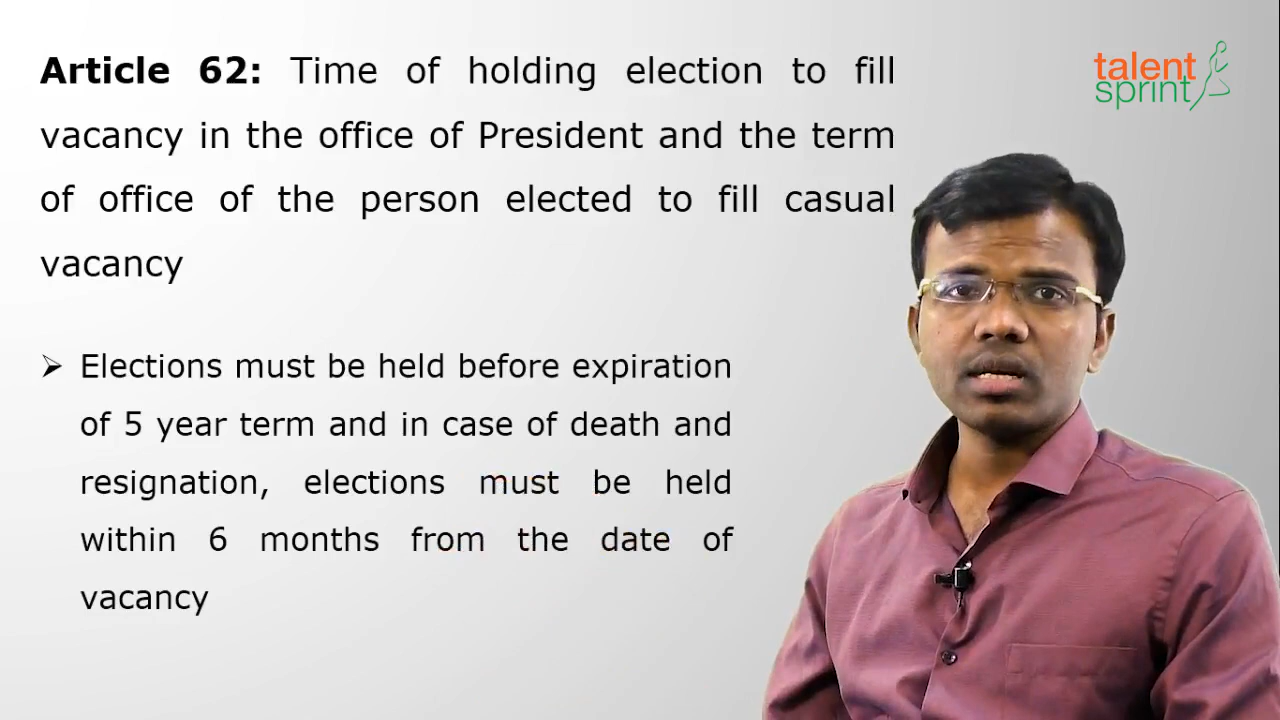 Article 62: Time of holding election to fill
vacancy in the office of President and the term
of office of the person elected to fill casual
vacancy
Elections must be held before expiration
of 5 year term and in case of death and
resignation, elections must be held
within 6 months from the date of
vacancy
talent
sprint